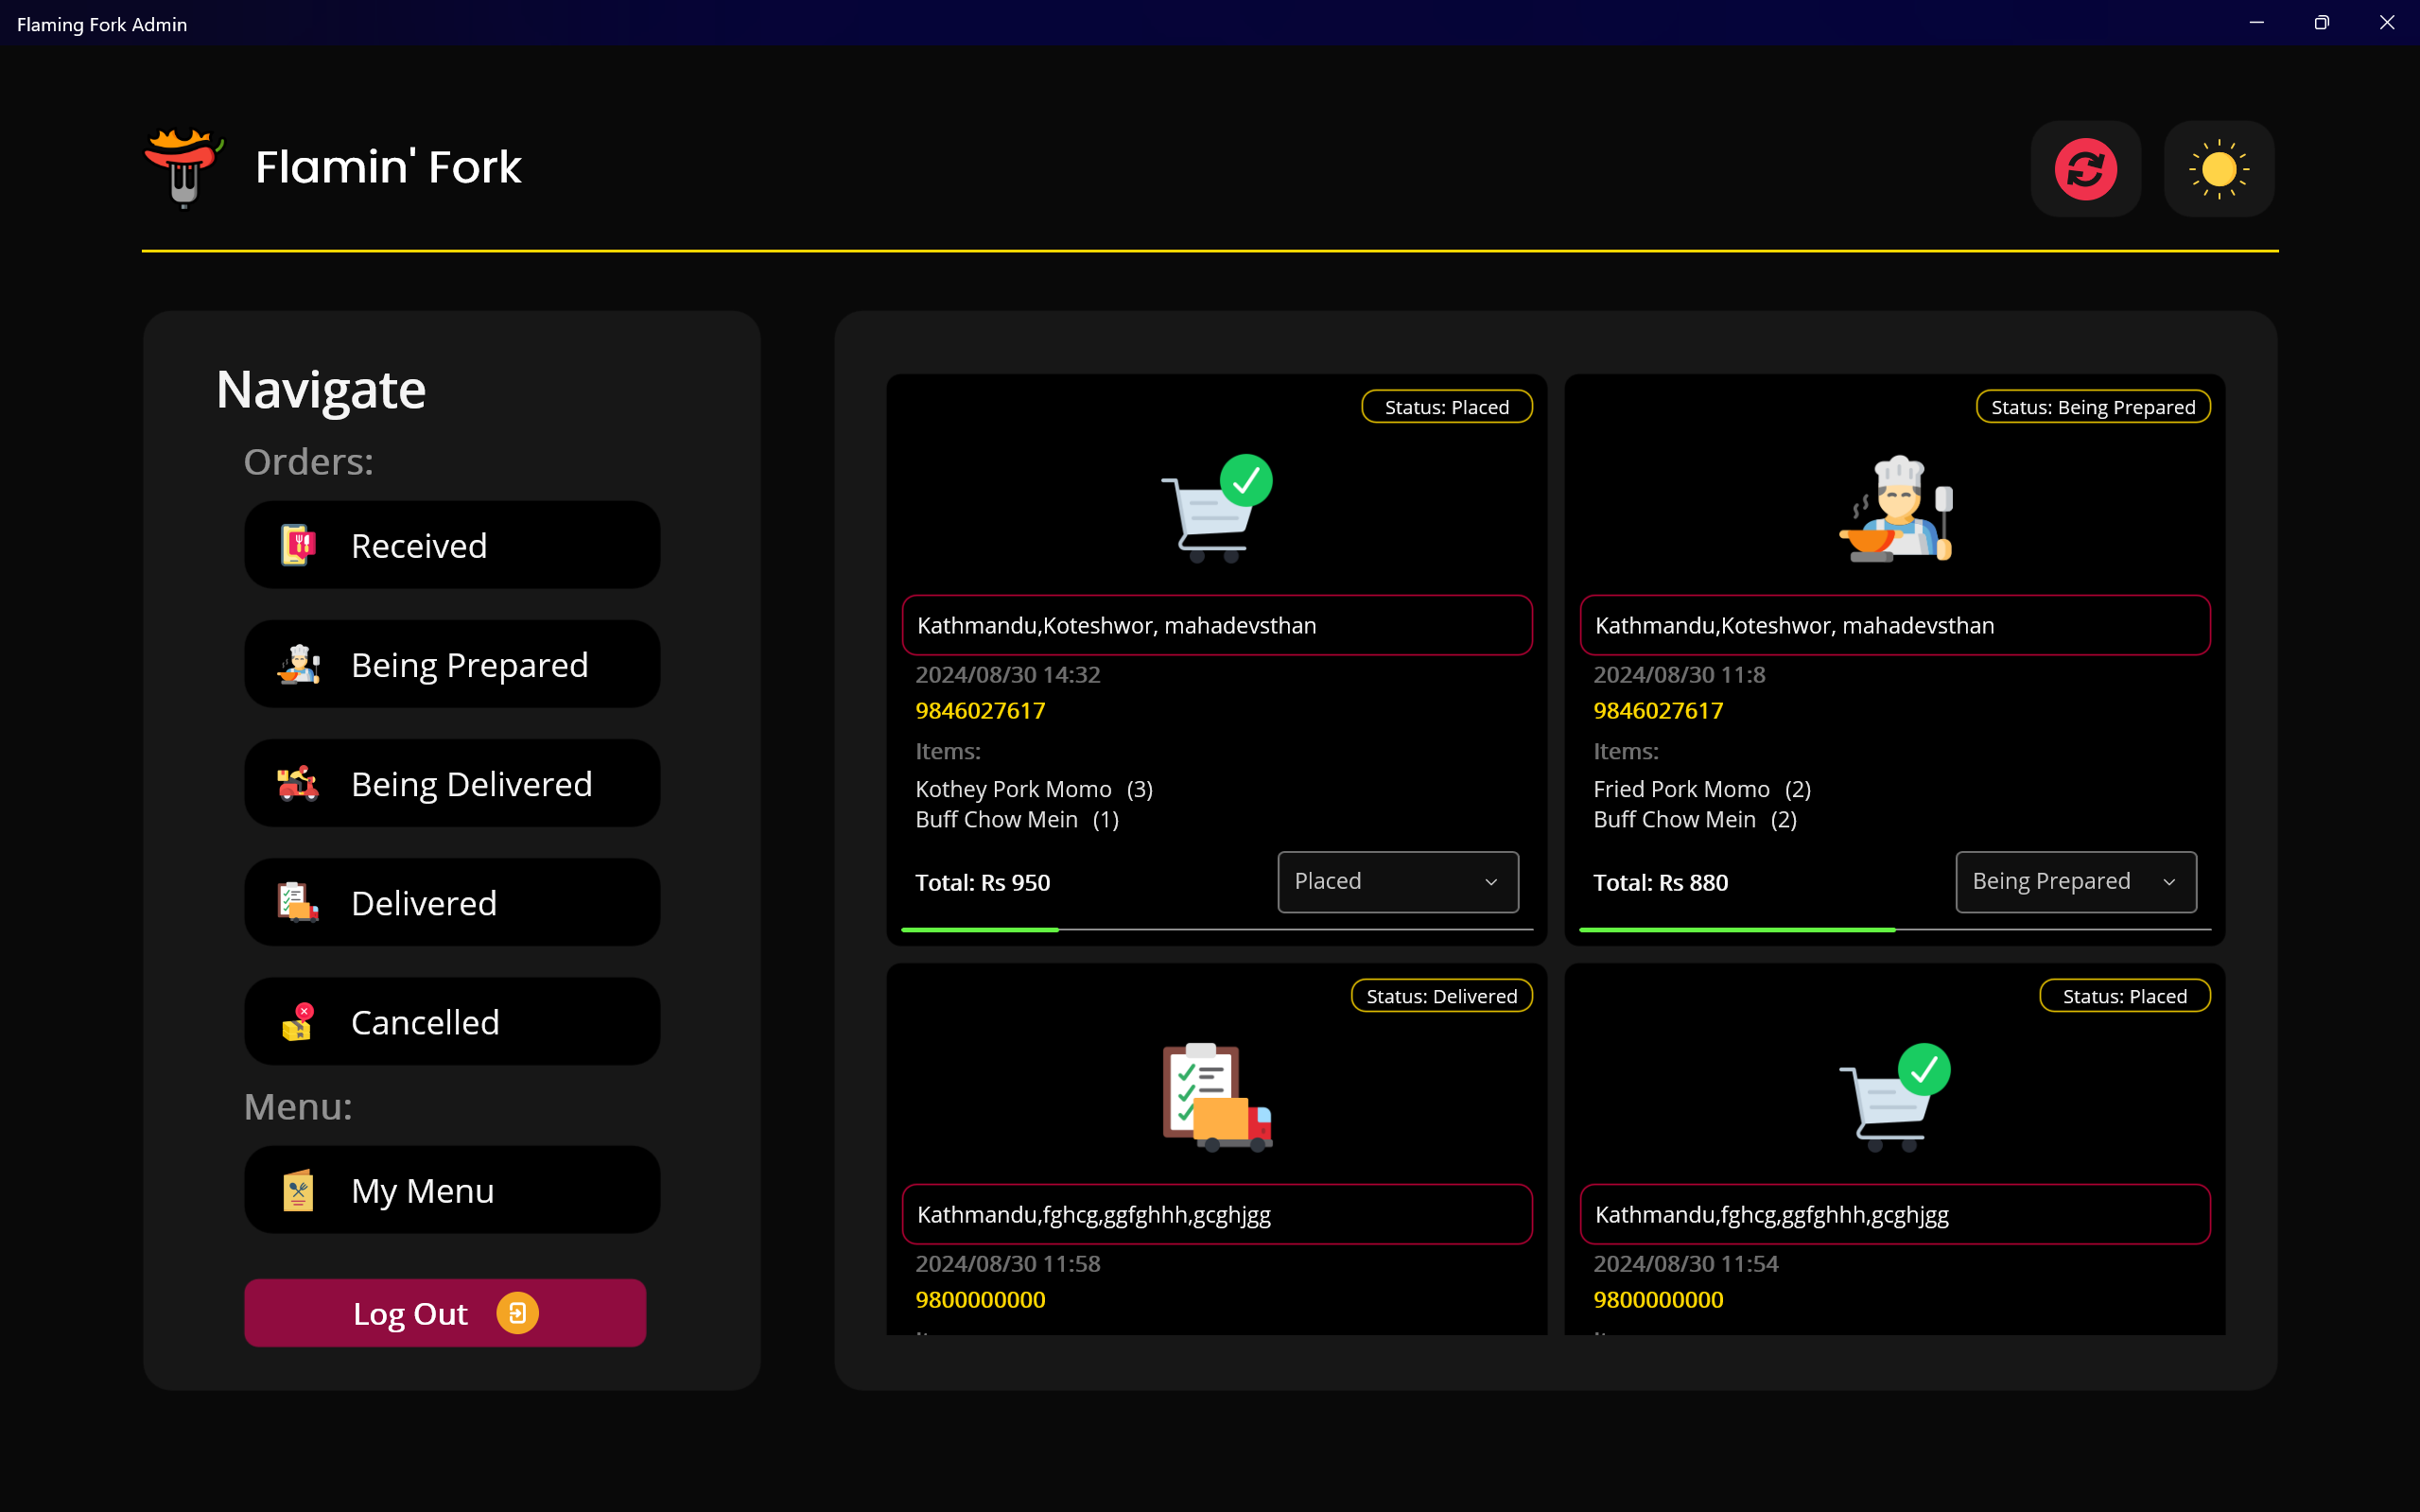 Flaming Fork Admin
Flamin' Fork
Navigate
Orders:
Received
Being Prepared
Being Delivered
Delivered
Cancelled
Menu:
My Menu
Log Out
Status: Placed
Kathmandu,Koteshwor, mahadevsthan
2024/08/30 14:32
9846027617
Items:
Kothey Pork Momo (3)
Buff Chow Mein (1)
Total: Rs 950
Placed
Status: Being Prepared
Kathmandu,Koteshwor, mahadevsthan
2024/08/30 11:8
9846027617
Items:
Fried Pork Momo (2)
Buff Chow Mein (2)
Total: Rs 880
Being Prepared
Status: Delivered
Kathmandu,fghcg,ggfghhh,gcghjgg
2024/08/30 11:58
9800000000
Status: Placed
Kathmandu,fghcg,ggfghhh,gcghjgg
2024/08/30 11:54
9800000000